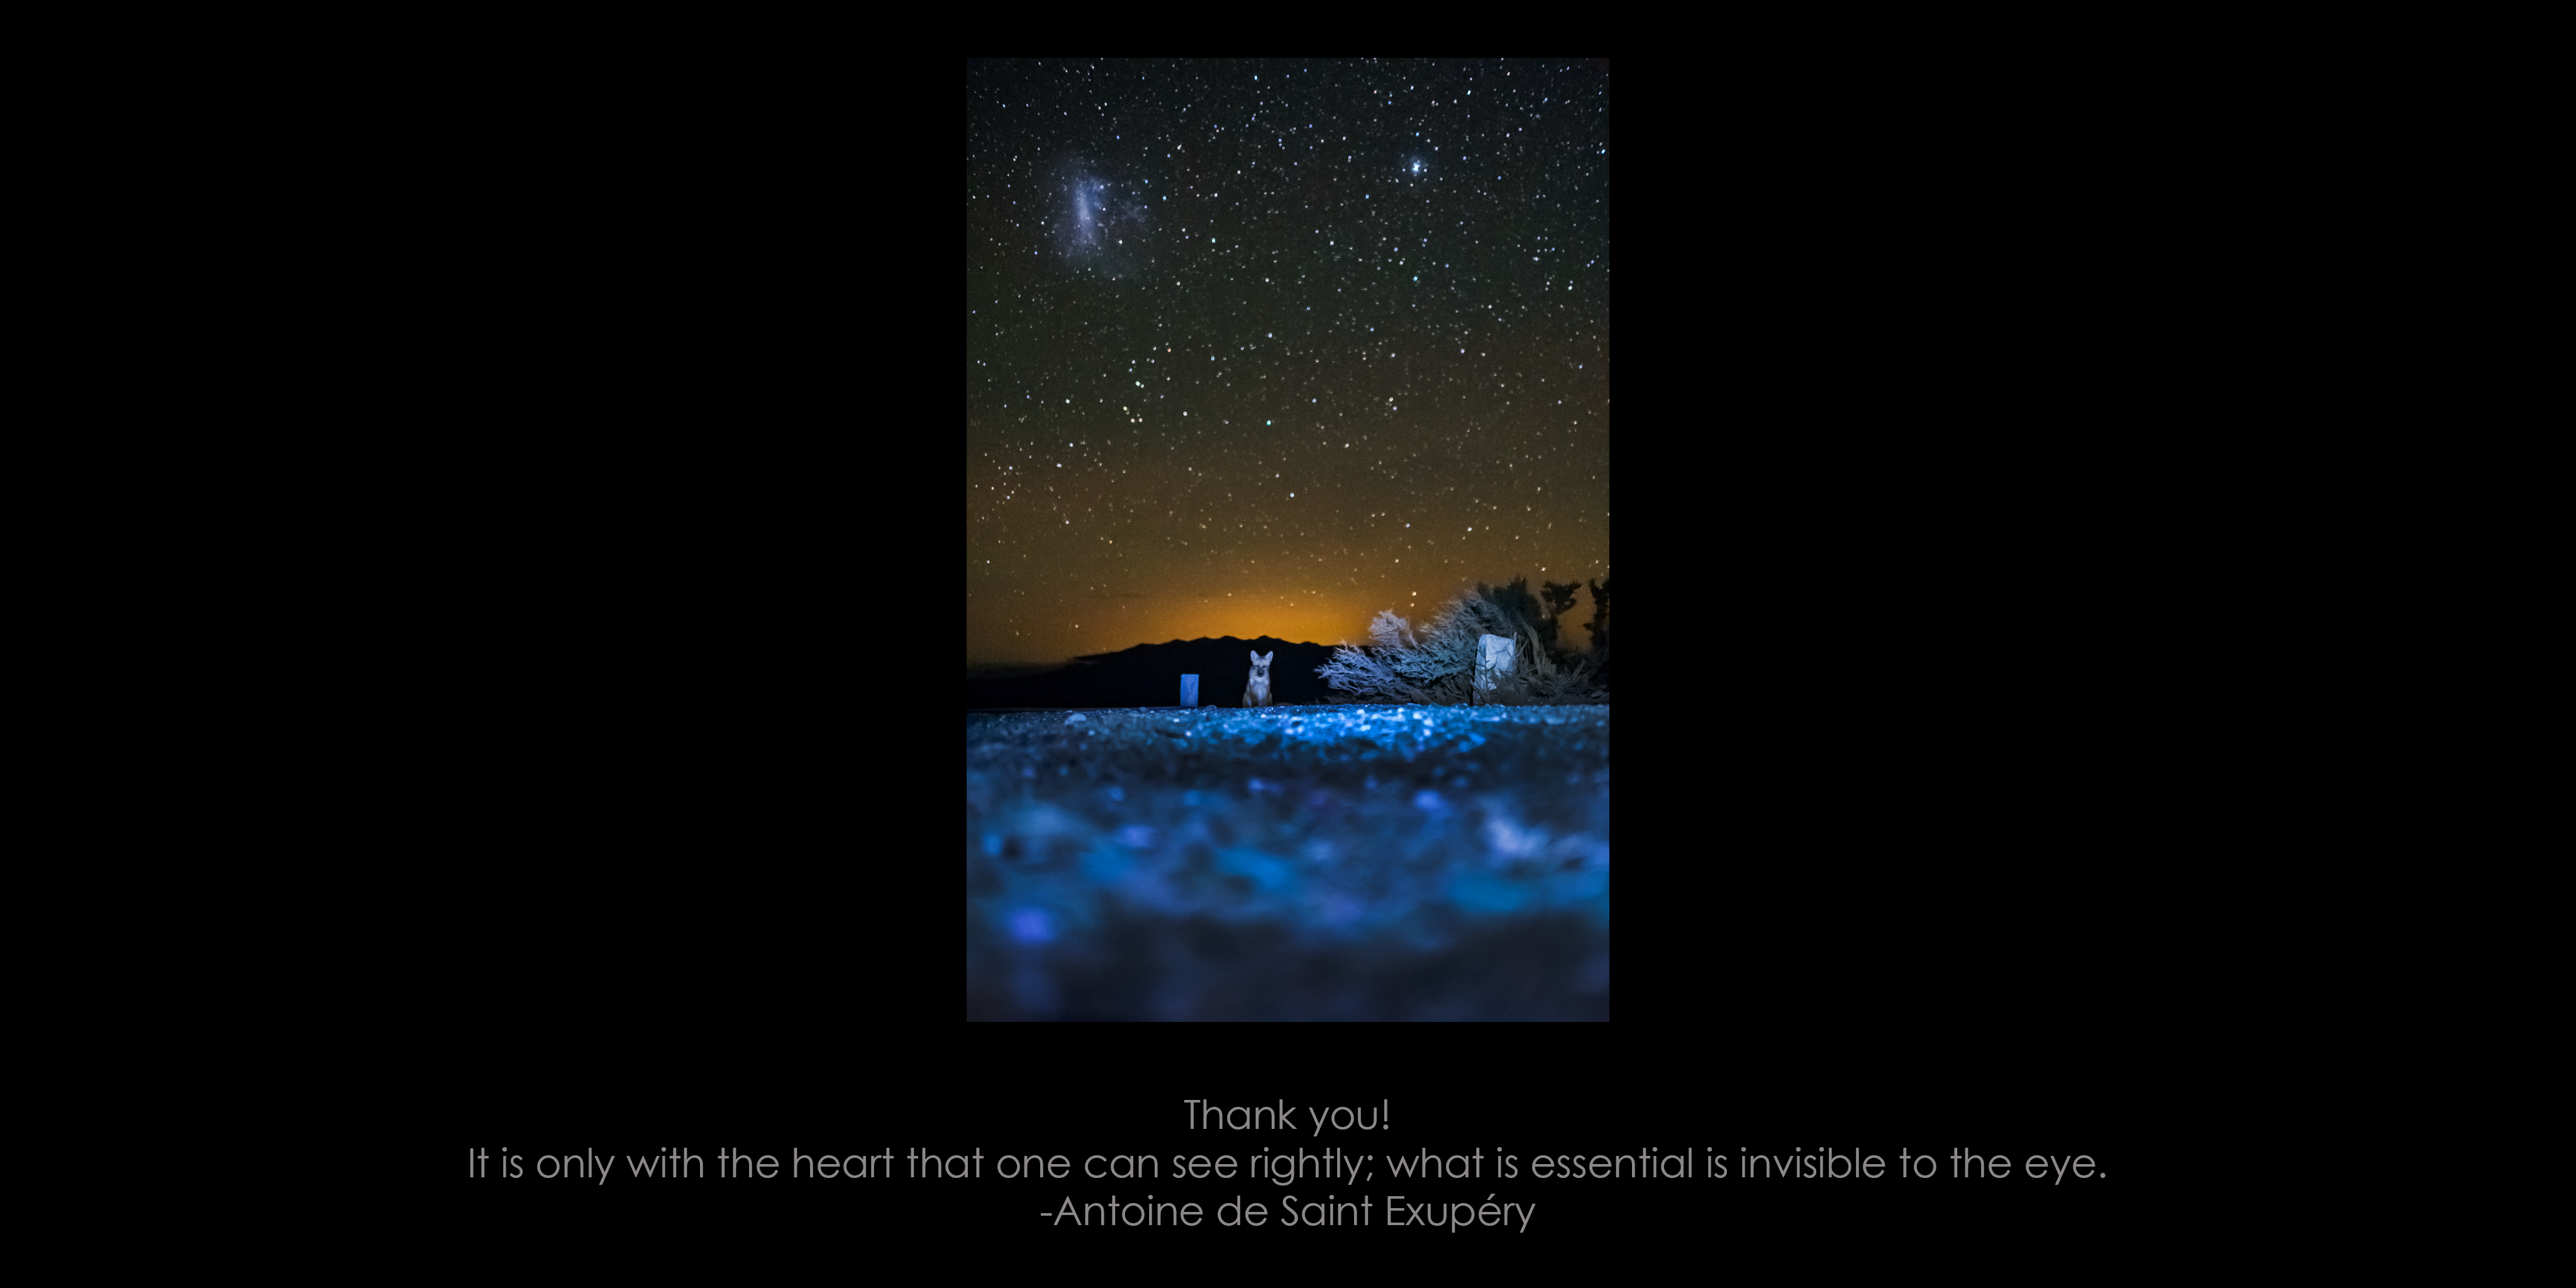 Thank you!
It is only with the heart that one can see rightly; what is essential is invisible to the eye.
-Antoine de Saint Exupéry